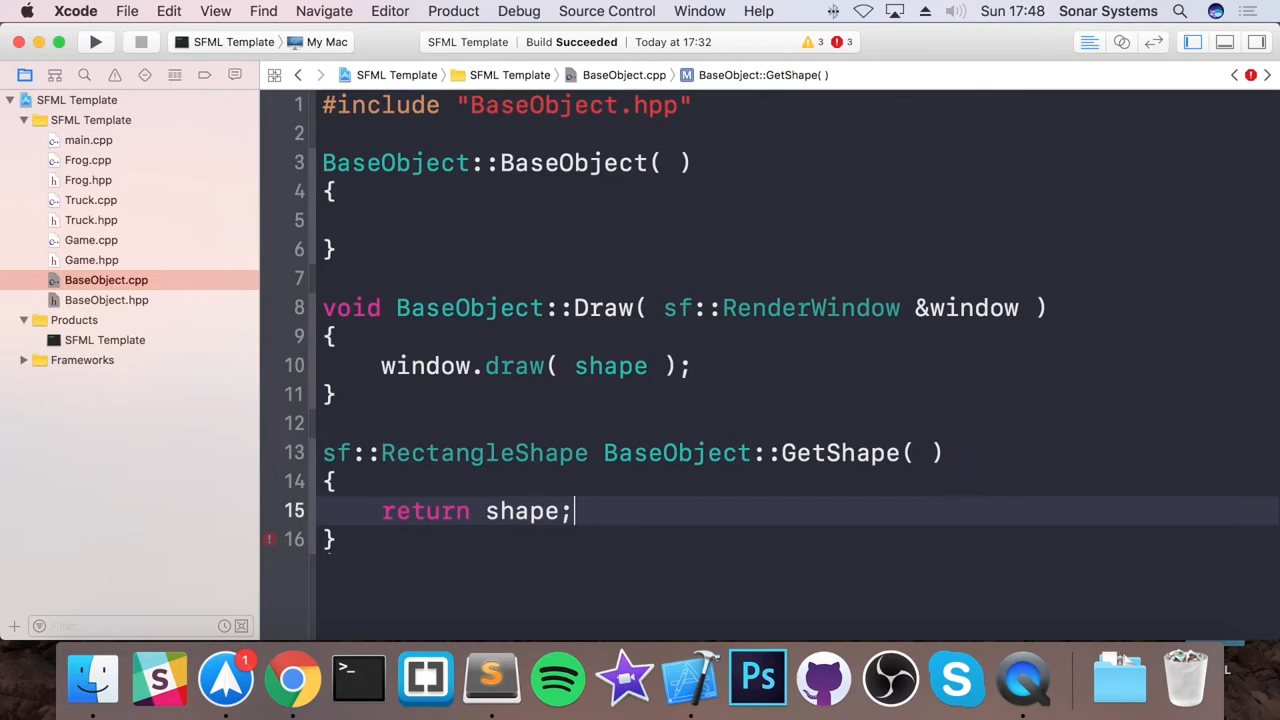 Xcode File Edit View Find Navigate Editor Product Debug Source Control Window Help Sun 17:48 Sonar Systems
SFML Template My Mac SFML Template Build Succeeded Today at 17:32 3 3
SFML Template SFML Template BaseObject.cpp M BaseObject::GetShape( )
SFML Template
SFML Template
main.cpp
Frog.cpp
h Frog.hpp
Truck.cpp
h Truck.hpp
Game.cpp
h Game.hpp
BaseObject.cpp
h BaseObject.hpp
Products
SFML Template
Frameworks
1 #include "BaseObject.hpp"
2
3 BaseObject::BaseObject( )
4 {
5
6 }
7
8 void BaseObject::Draw( sf::RenderWindow &window )
9 {
10 window.draw( shape );
11 }
12
13 sf::RectangleShape BaseObject::GetShape( )
14 {
15 return shape;
16 }
Filter
1
Ps